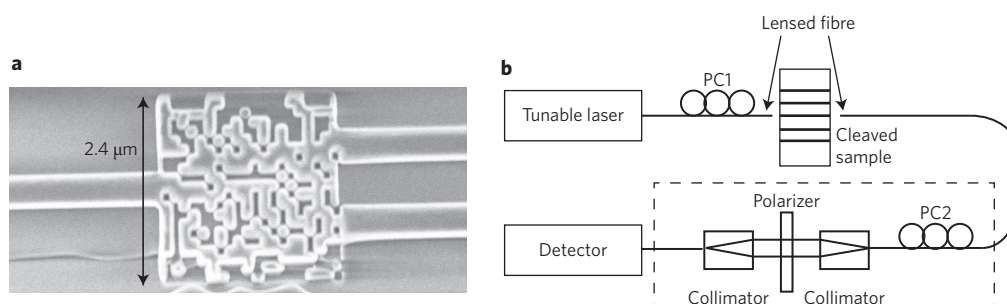 a
2.4 μm
b
Lensed fibre
PC1
Tunable laser
Cleaved
sample
Polarizer
PC2
Detector
Collimator
Collimator